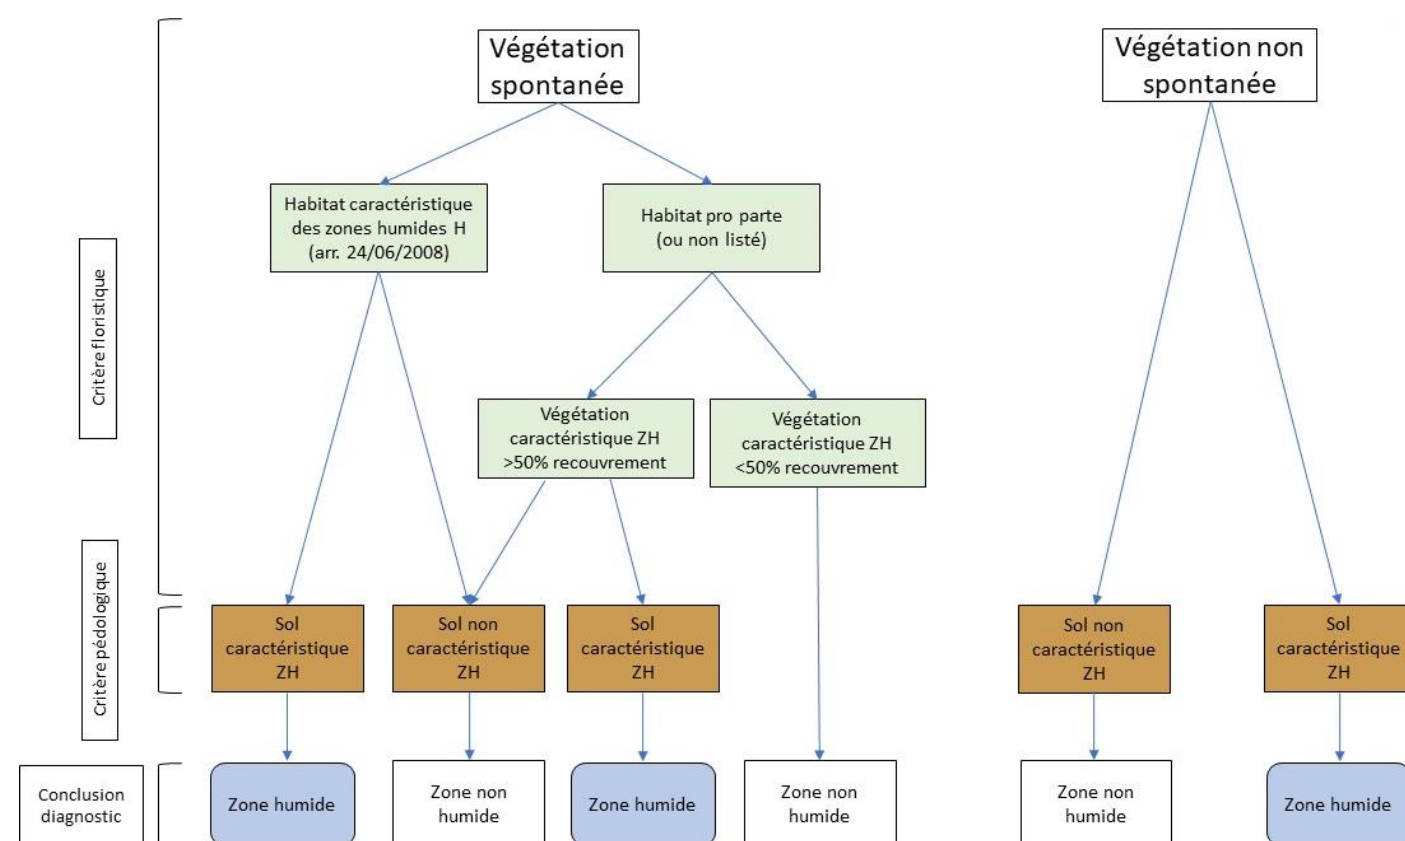 Végétation
spontanée
Végétation non
spontanée
Habitat caractéristique
des zones humides H
(arr. 24/06/2008)
Habitat pro parte
(ou non listé)
Critère floristique
Végétation
caractéristique ZH
>50% recouvrement
Végétation
caractéristique ZH
<50% recouvrement
Critère pédologique
Sol
caractéristique
ZH
Sol non
caractéristique
ZH
Sol
caractéristique
ZH
Sol non
caractéristique
ZH
Sol
caractéristique
ZH
Conclusion
diagnostic
Zone humide
Zone non
humide
Zone humide
Zone non
humide
Zone non
humide
Zone humide